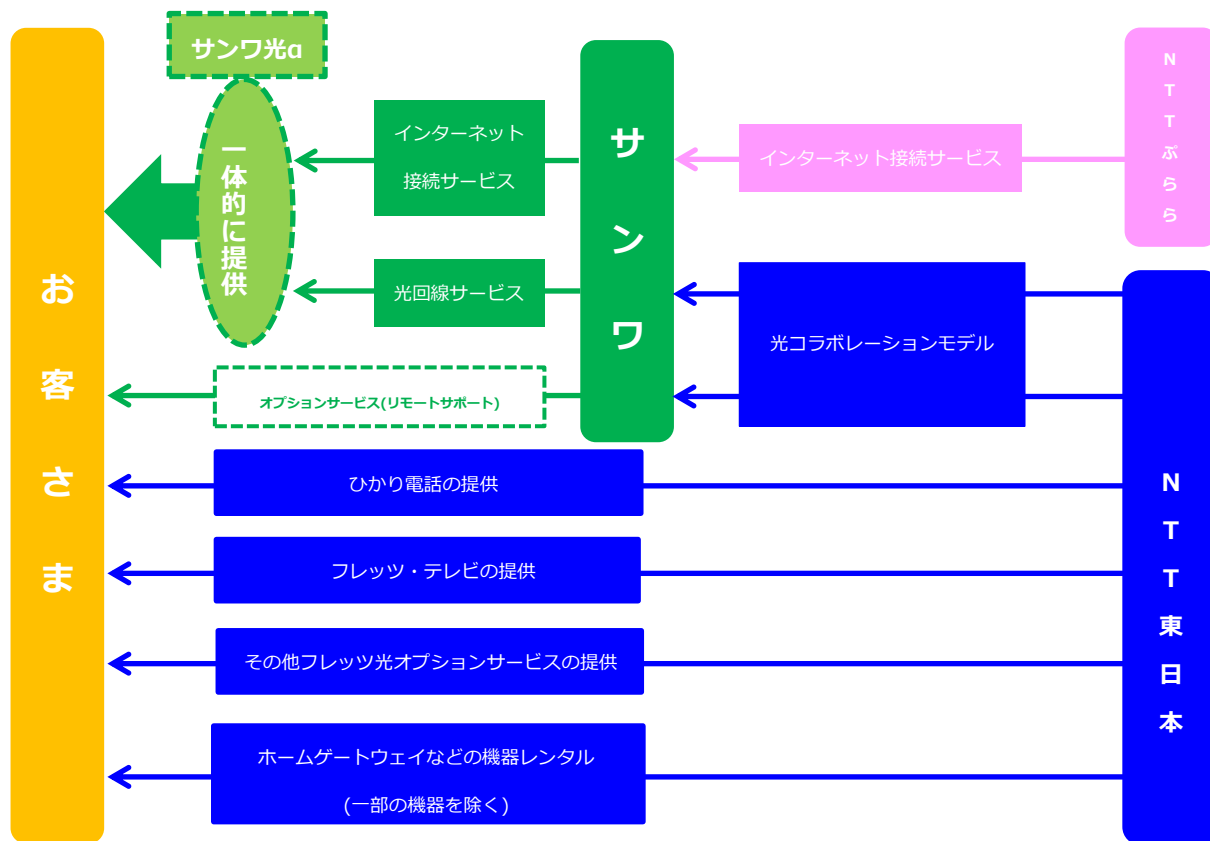 サンワ光α
一体的に提供
お客さま
インターネット
接続サービス
光回線サービス
オプションサービス(リモートサポート)
サンワ
インターネット接続サービス
NTTぷらら
光コラボレーションモデル
ひかり電話の提供
フレッツ・テレビの提供
その他フレッツ光オプションサービスの提供
ホームゲートウェイなどの機器レンタル
(一部の機器を除く)
NTT東日本